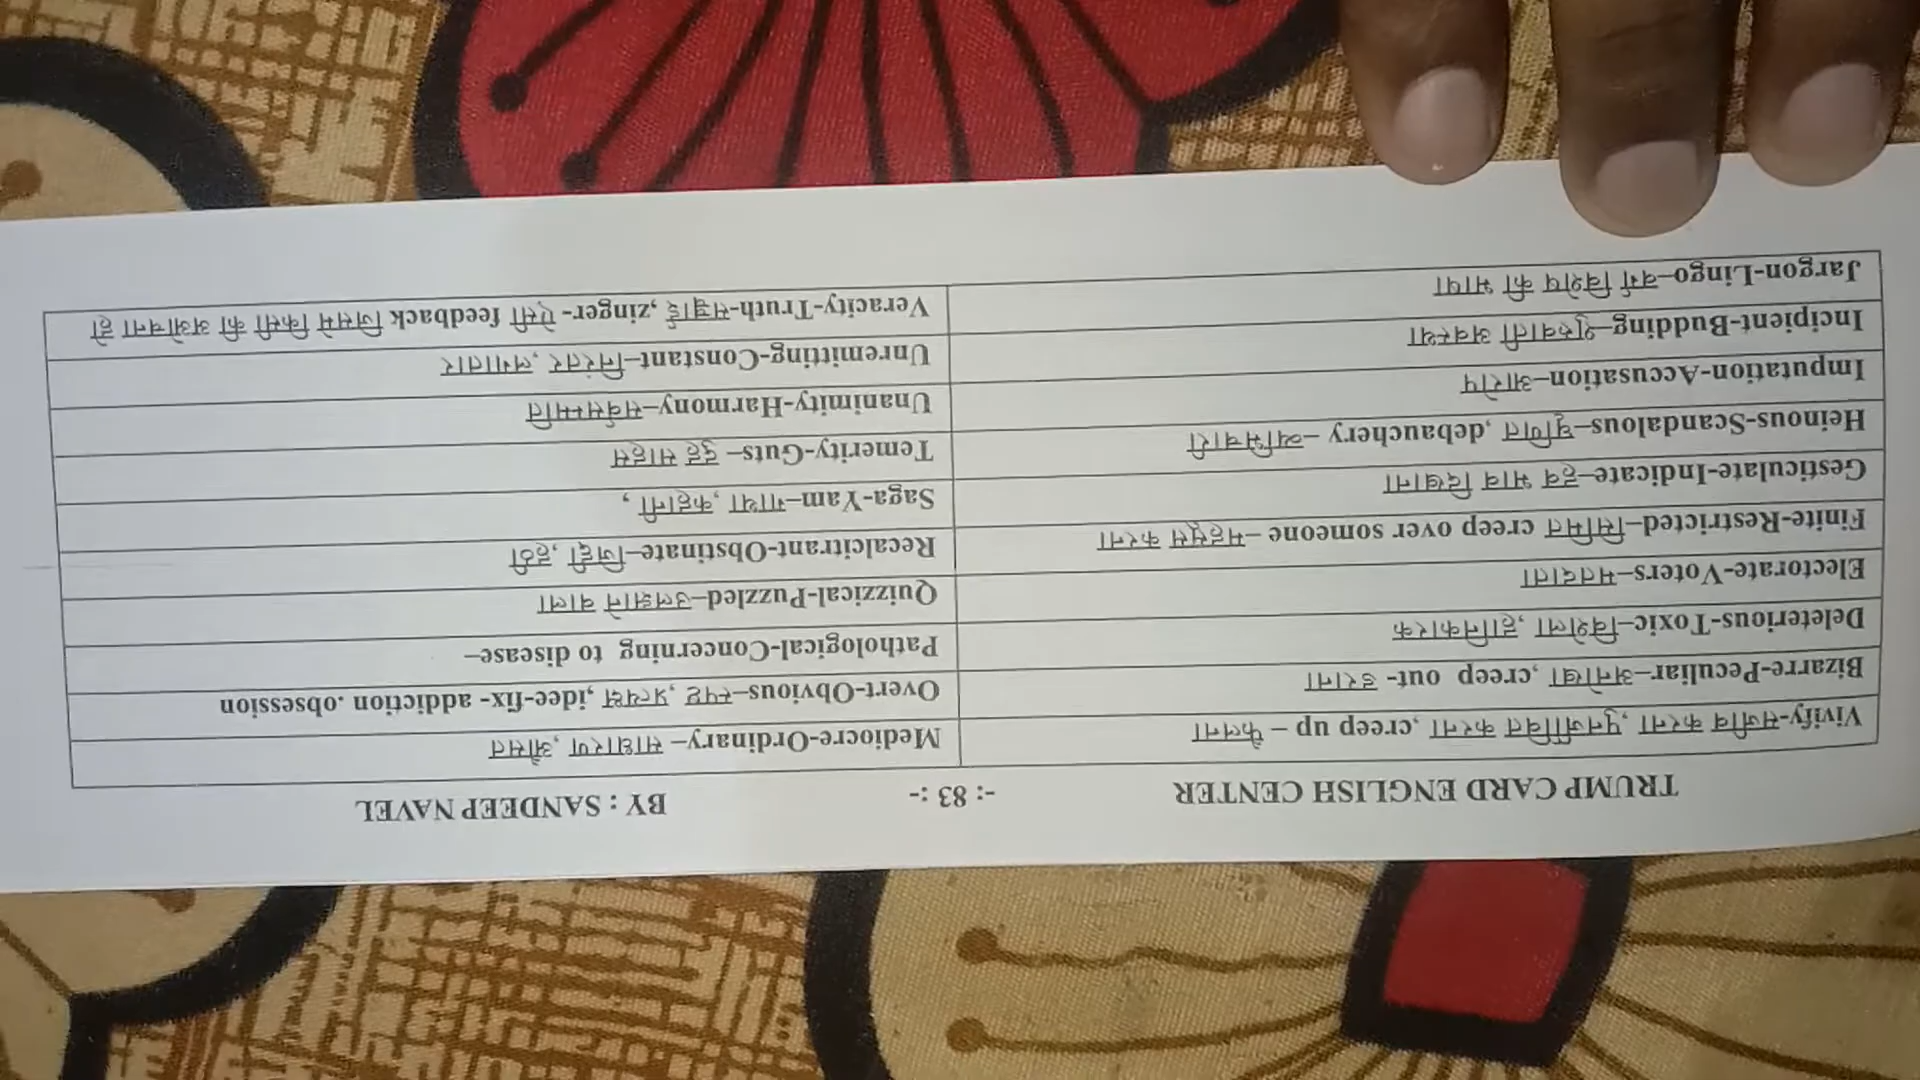 TRUMP CARD ENGLISH CENTER -: 83 :- BY : SANDEEP NAVEL
Vivify-सजीव करना ,पुनर्जीवित करना ,creep up – फैलना
Bizarre-Peculiar–अनोखा ,creep out- डराना
Deleterious-Toxic–विशेला ,हानिकारक
Electorate-Voters–मतदाता
Finite-Restricted–सिमित creep over someone –महसूस करना
Gesticulate-Indicate–हव भाव दिखाना
Heinous-Scandalous–घृणित ,debauchery –व्यभिचारी
Imputation-Accusation–आरोप
Incipient-Budding–शुरुवाती अवस्था
Jargon-Lingo–वर्ग विशेष की भाषा
Mediocre-Ordinary– साधारण ,औसत
Overt-Obvious–स्पष्ट ,प्रत्यक्ष ,idee-fix- addiction .obsession
Pathological-Concerning to disease–
Quizzical-Puzzled–उलझाने वाला
Recalcitrant-Obstinate–जिद्दी ,हठी
Saga-Yam–गाथा ,कहानी ,
Temerity-Guts– दुह साहस
Unanimity-Harmony–सर्वसम्मति
Unremitting-Constant–निरंतर ,लगातार
Veracity-Truth-सच्चाई ,zinger- ऐसी feedback जिसमे किसी की अओचना हो